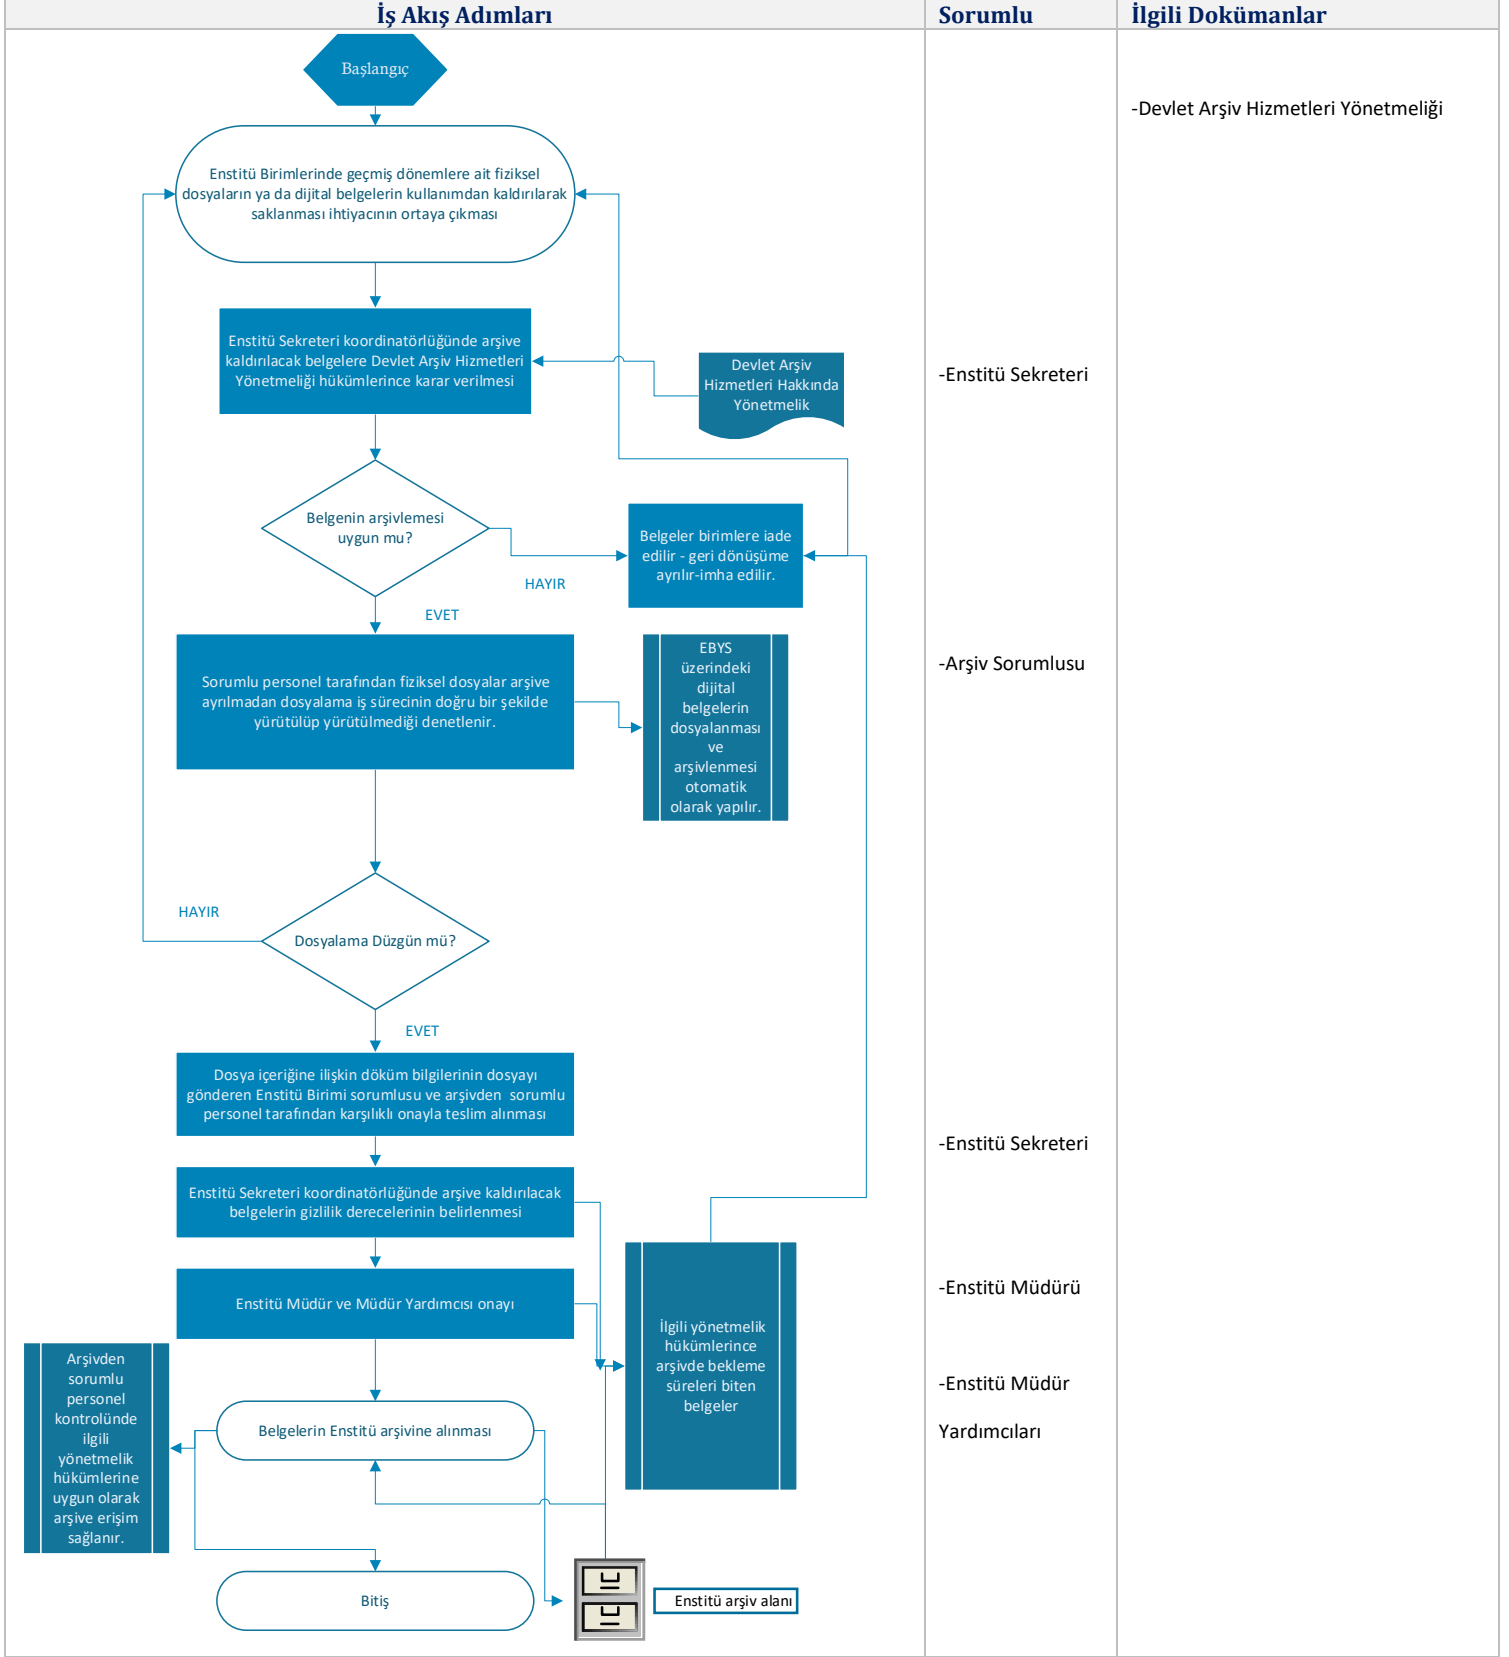 İş Akış Adımları
Sorumlu
İlgili Dokümanlar
Başlangıç
-Devlet Arşiv Hizmetleri Yönetmeliği
Enstitü Birimlerinde geçmiş dönemlere ait fiziksel
dosyaların ya da dijital belgelerin kullanımdan kaldırılarak
saklanması ihtiyacının ortaya çıkması
Enstitü Sekreteri koordinatörlüğünde arşive
kaldırılacak belgelere Devlet Arşiv Hizmetleri
Yönetmeliği hükümlerince karar verilmesi
Devlet Arşiv
Hizmetleri Hakkında
Yönetmelik
-Enstitü Sekreteri
Belgenin arşivlemesi
uygun mu?
Belgeler birimlere iade
edilir - geri dönüşüme
ayrılır-imha edilir.
HAYIR
EVET
Sorumlu personel tarafından fiziksel dosyalar arşive
ayrılmadan dosyalama iş sürecinin doğru bir şekilde
yürütülüp yürütülmediği denetlenir.
EBYS
üzerindeki
dijital
belgelerin
dosyalanması
ve
arşivlenmesi
otomatik
olarak yapılır.
-Arşiv Sorumlusu
HAYIR
Dosyalama Düzgün mü?
EVET
Dosya içeriğine ilişkin döküm bilgilerinin dosyayı
gönderen Enstitü Birimi sorumlusu ve arşivden  sorumlu
personel tarafından karşılıklı onayla teslim alınması
-Enstitü Sekreteri
Enstitü Sekreteri koordinatörlüğünde arşive kaldırılacak
belgelerin gizlilik derecelerinin belirlenmesi
Enstitü Müdür ve Müdür Yardımcısı onayı
-Enstitü Müdürü
İlgili yönetmelik
hükümlerince
arşivde bekleme
süreleri biten
belgeler
-Enstitü Müdür
Yardımcıları
Arşivden
sorumlu
personel
kontrolünde
ilgili
yönetmelik
hükümlerine
uygun olarak
arşive erişim
sağlanır.
Belgelerin Enstitü arşivine alınması
Bitiş
Enstitü arşiv alanı